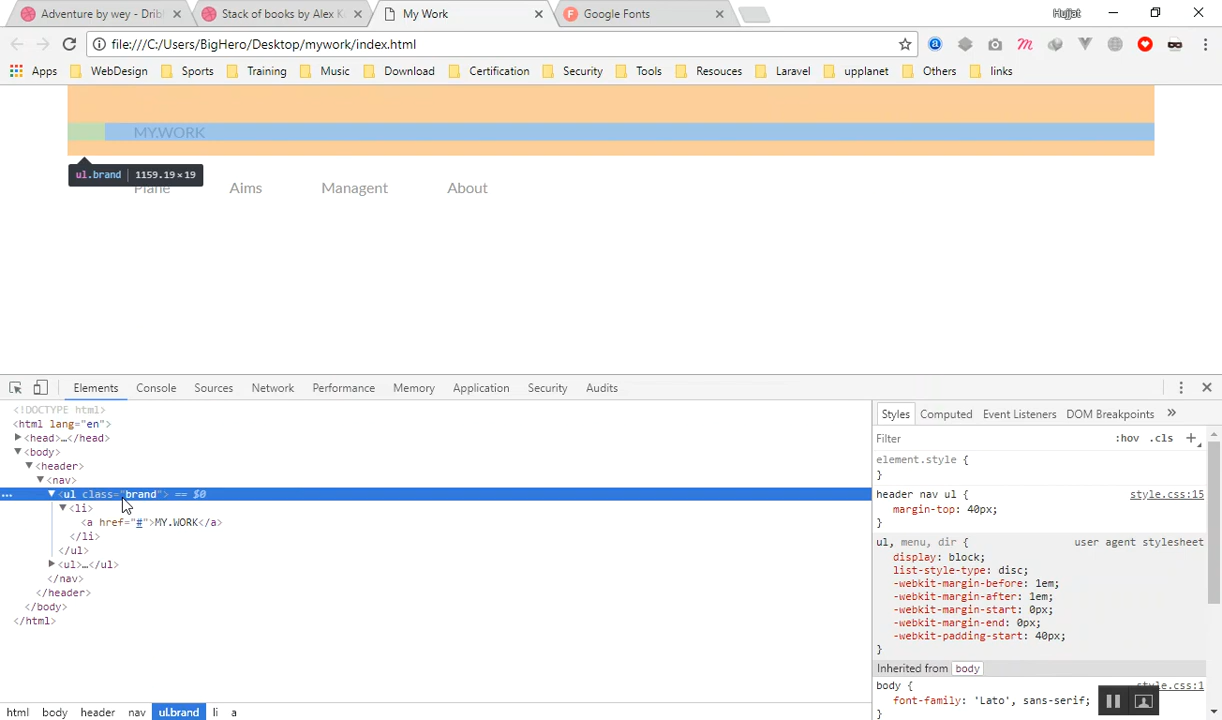 Adventure by wey - Dribl
Stack of books by Alex K
My Work
Google Fonts
Hujjat
file:///C:/Users/BigHero/Desktop/mywork/index.html
Apps WebDesign Sports Training Music Download Certification Security Tools Resouces Laravel upplanet Others links
MY.WORK
ul.brand | 1159.19×19
Plane Aims Managent About
Elements Console Sources Network Performance Memory Application Security Audits
<!DOCTYPE html>
<html lang="en">
<head>…</head>
<body>
<header>
<nav>
… <ul class="brand"> == $0
<li>
<a href="#">MY.WORK</a>
</li>
</ul>
<ul>…</ul>
</nav>
</header>
</body>
</html>
html body header nav ul.brand li a
Styles Computed Event Listeners DOM Breakpoints »
Filter :hov .cls +
element.style {
}
header nav ul { style.css:15
margin-top: 40px;
}
ul, menu, dir { user agent stylesheet
display: block;
list-style-type: disc;
-webkit-margin-before: 1em;
-webkit-margin-after: 1em;
-webkit-margin-start: 0px;
-webkit-margin-end: 0px;
-webkit-padding-start: 40px;
}
Inherited from body
body { style.css:1
font-family: 'Lato', sans-serif;
}